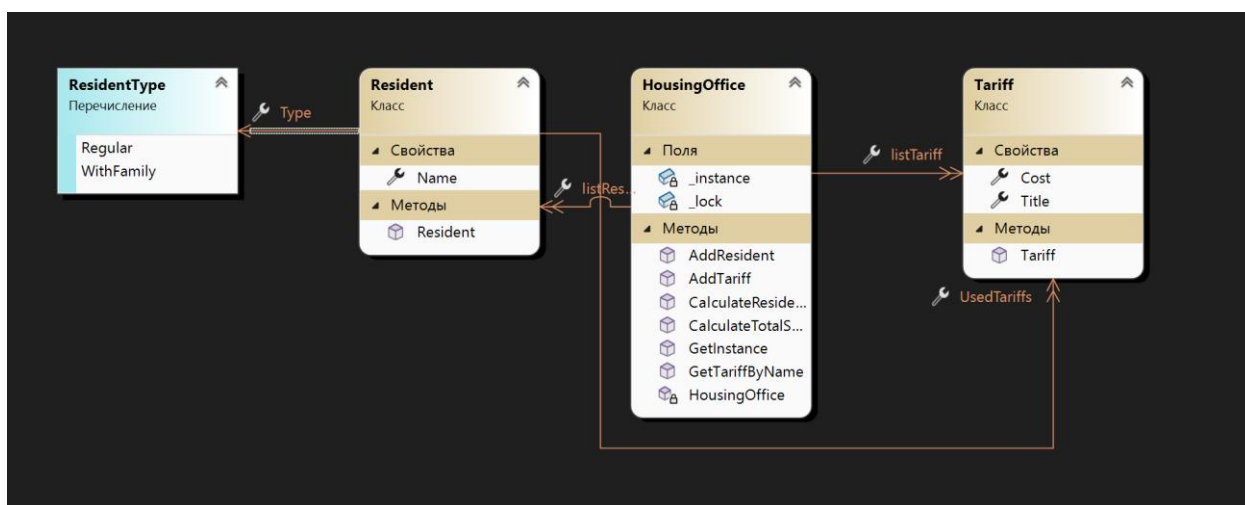 ResidentType
Перечисление
Regular
WithFamily
Type
Resident
Класс
Свойства
Name
Методы
Resident
listRes...
HousingOffice
Класс
Поля
_instance
_lock
Методы
AddResident
AddTariff
CalculateReside...
CalculateTotalS...
GetInstance
GetTariffByName
HousingOffice
listTariff
Tariff
Класс
Свойства
Cost
Title
Методы
Tariff
UsedTariffs